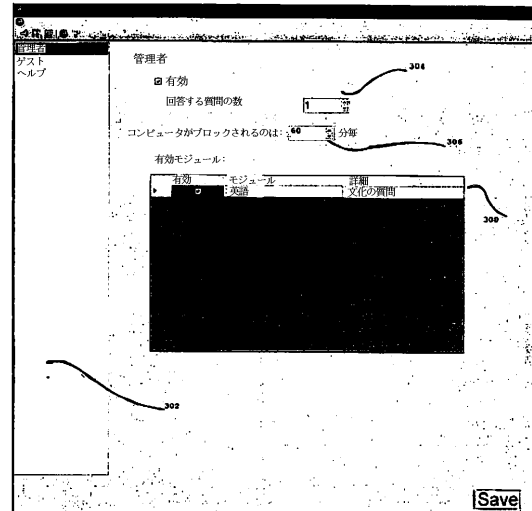 管理者
ゲスト
ヘルプ
管理者
有効
304
回答する質問の数
1
コンピュータがブロックされるのは:
60
分毎
306
有効モジュール:
有効 モジュール 詳細
英語 文化の質問
308
302
Save